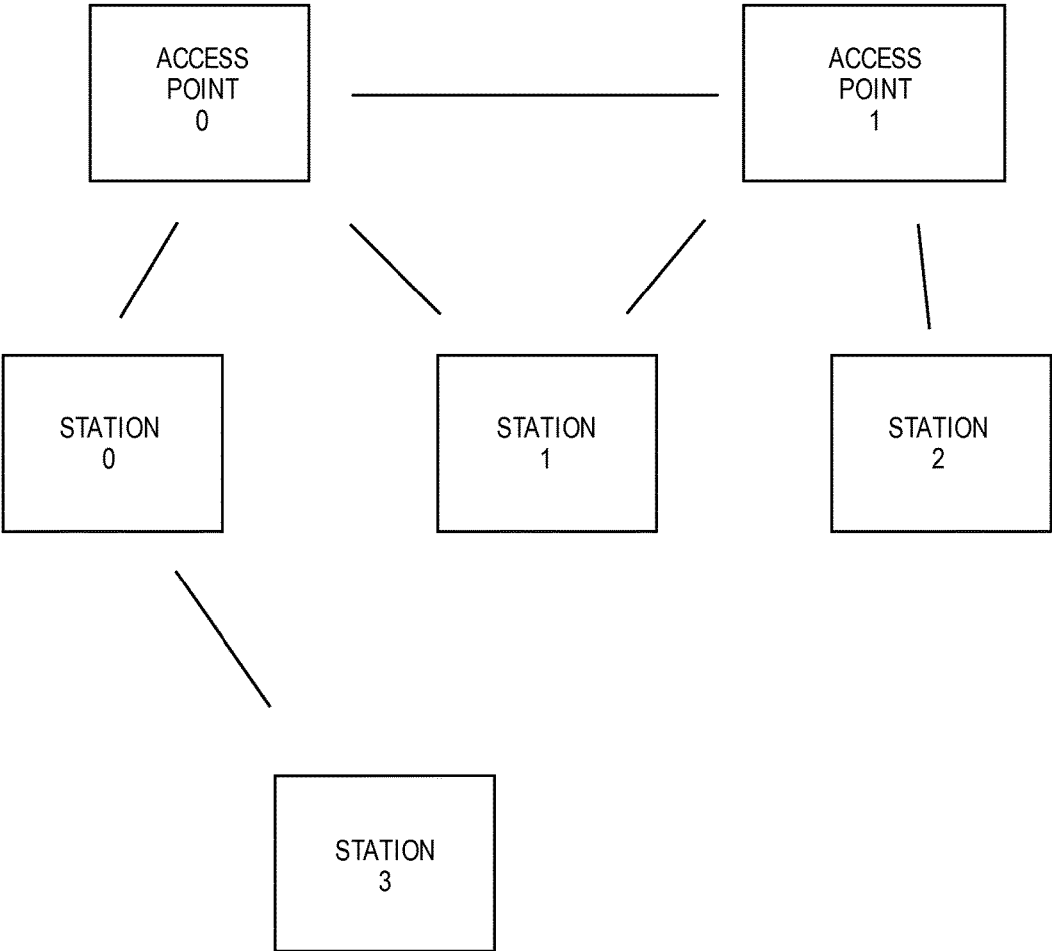 ACCESS
POINT
0
ACCESS
POINT
1
STATION
0
STATION
1
STATION
2
STATION
3